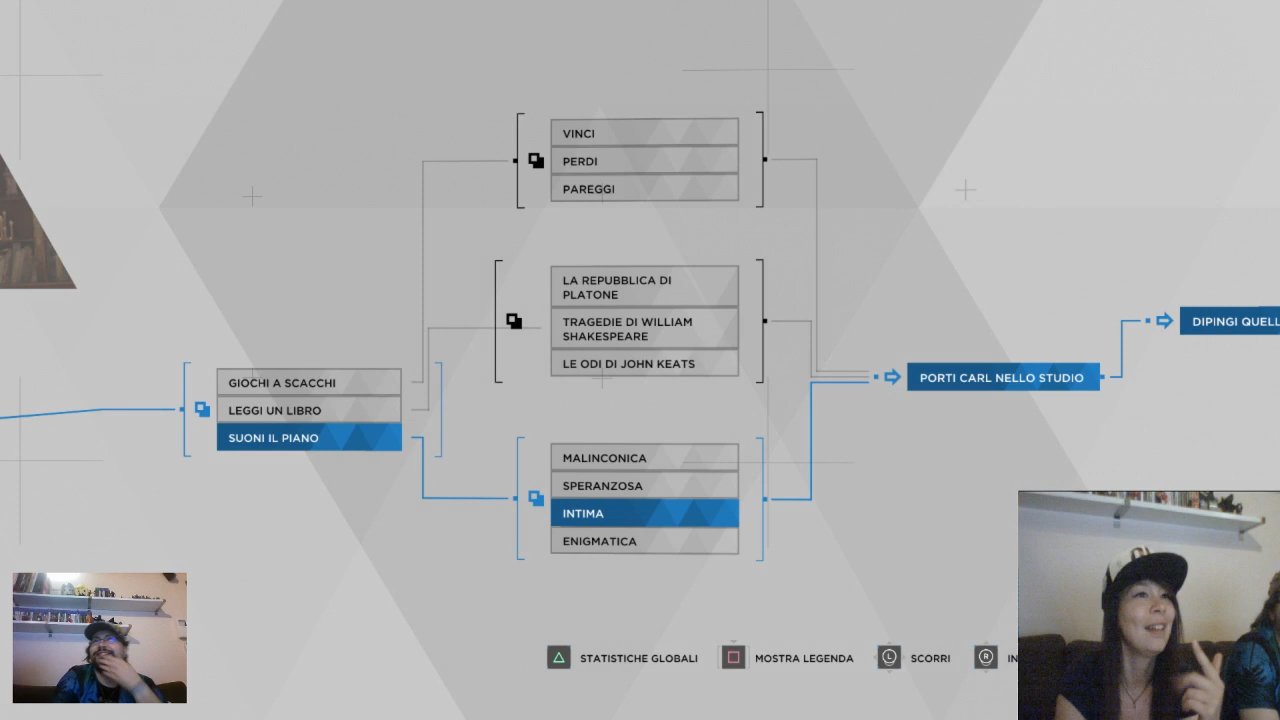 VINCI
PERDI
PAREGGI
LA REPUBBLICA DI
PLATONE
TRAGEDIE DI WILLIAM
SHAKESPEARE
LE ODI DI JOHN KEATS
GIOCHI A SCACCHI
LEGGI UN LIBRO
SUONI IL PIANO
MALINCONICA
SPERANZOSA
INTIMA
ENIGMATICA
PORTI CARL NELLO STUDIO
DIPINGI QUELL
STATISTICHE GLOBALI
MOSTRA LEGENDA
L SCORRI
R IN